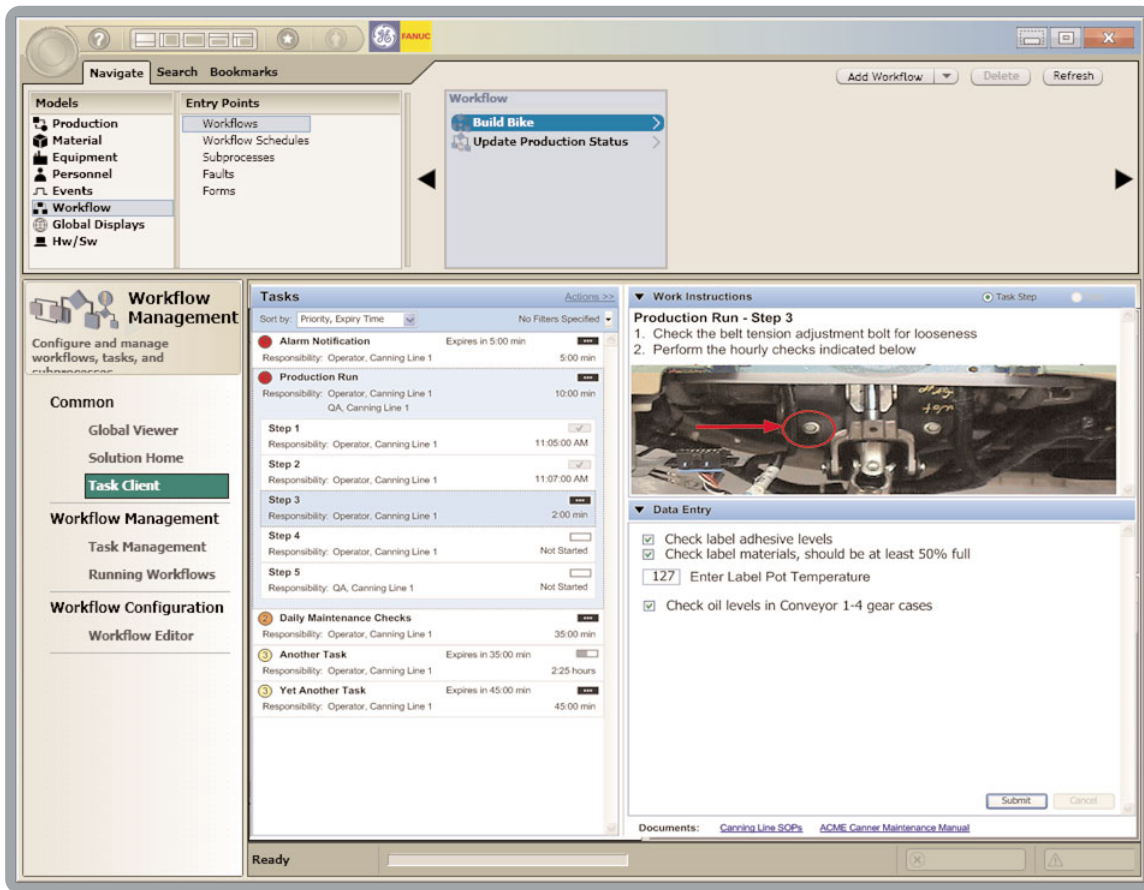 FANUC
Navigate Search Bookmarks
Add Workflow Delete Refresh
Models
Production
Material
Equipment
Personnel
Events
Workflow
Global Displays
Hw/Sw
Entry Points
Workflows
Workflow Schedules
Subprocesses
Faults
Forms
Workflow
Build Bike
Update Production Status
Workflow
Management
Configure and manage
workflows, tasks, and
subprocesses
Common
Global Viewer
Solution Home
Task Client
Workflow Management
Task Management
Running Workflows
Workflow Configuration
Workflow Editor
Tasks Actions >>
Sort by: Priority, Expiry Time No Filters Specified
Alarm Notification Expires in 5:00 min
Responsibility: Operator, Canning Line 1 5:00 min
Production Run
Responsibility: Operator, Canning Line 1 10:00 min
QA, Canning Line 1
Step 1
Responsibility: Operator, Canning Line 1 11:05:00 AM
Step 2
Responsibility: Operator, Canning Line 1 11:07:00 AM
Step 3
Responsibility: Operator, Canning Line 1 2:00 min
Step 4
Responsibility: Operator, Canning Line 1 Not Started
Step 5
Responsibility: QA, Canning Line 1 Not Started
2 Daily Maintenance Checks
Responsibility: Operator, Canning Line 1 35:00 min
3 Another Task Expires in 35:00 min
Responsibility: Operator, Canning Line 1 2:25 hours
3 Yet Another Task Expires in 45:00 min
Responsibility: Operator, Canning Line 1 45:00 min
Work Instructions Task Step
Production Run - Step 3
1. Check the belt tension adjustment bolt for looseness
2. Perform the hourly checks indicated below
Data Entry
Check label adhesive levels
Check label materials, should be at least 50% full
127 Enter Label Pot Temperature
Check oil levels in Conveyor 1-4 gear cases
Submit Cancel
Documents: Canning Line SOPs ACME Canner Maintenance Manual
Ready